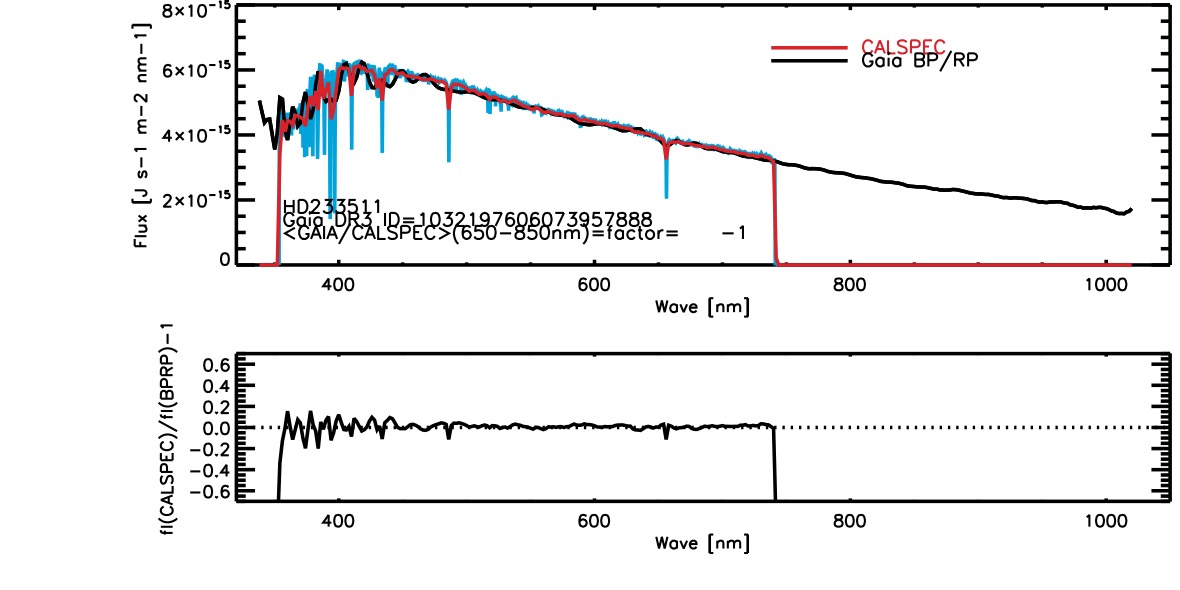 8×10−15
6×10−15
4×10−15
2×10−15
0
Flux [J s−1 m−2 nm−1]
CALSPEC
Gaia BP/RP
HD233511
Gaia DR3 ID=1032197606073957888
<GAIA/CALSPEC>(650−850nm)=factor= −1
400 600 800 1000
Wave [nm]
fl(CALSPEC)/fl(BPRP)−1
0.6
0.4
0.2
0.0
−0.2
−0.4
−0.6
400 600 800 1000
Wave [nm]